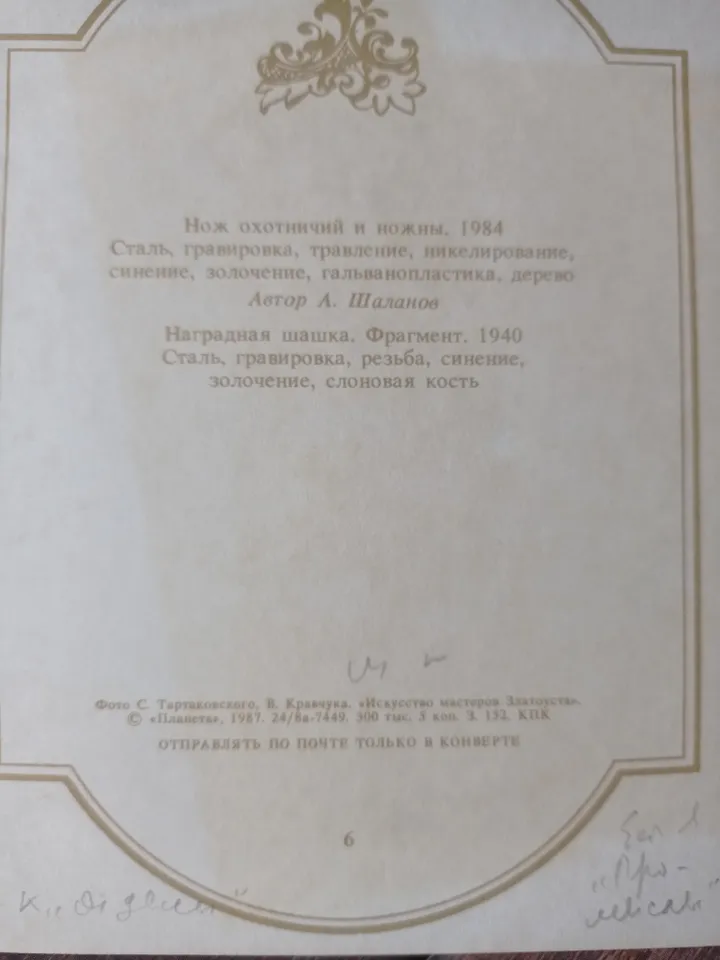 Нож охотничий и ножны. 1984
Сталь, гравировка, травление, никелирование,
синение, золочение, гальванопластика, дерево
Автор А. Шаланов
Наградная шашка. Фрагмент. 1940
Сталь, гравировка, резьба, синение,
золочение, слоновая кость
Фото С. Тартаковского, В. Кравчука. «Искусство мастеров Златоуста».
© «Планета», 1987. 24/8а-7449. 500 тыс. 5 коп. З. 152. КПК
ОТПРАВЛЯТЬ ПО ПОЧТЕ ТОЛЬКО В КОНВЕРТЕ
6